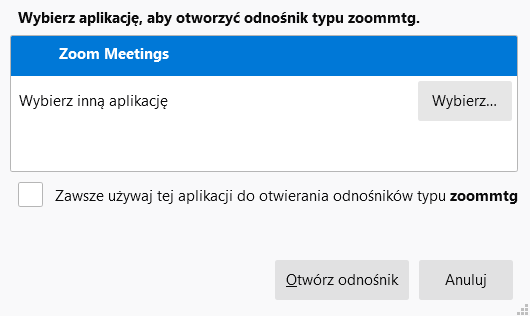 Wybierz aplikację, aby otworzyć odnośnik typu zoommtg.
Zoom Meetings
Wybierz inną aplikację
Wybierz...
Zawsze używaj tej aplikacji do otwierania odnośników typu zoommtg
Otwórz odnośnik
Anuluj